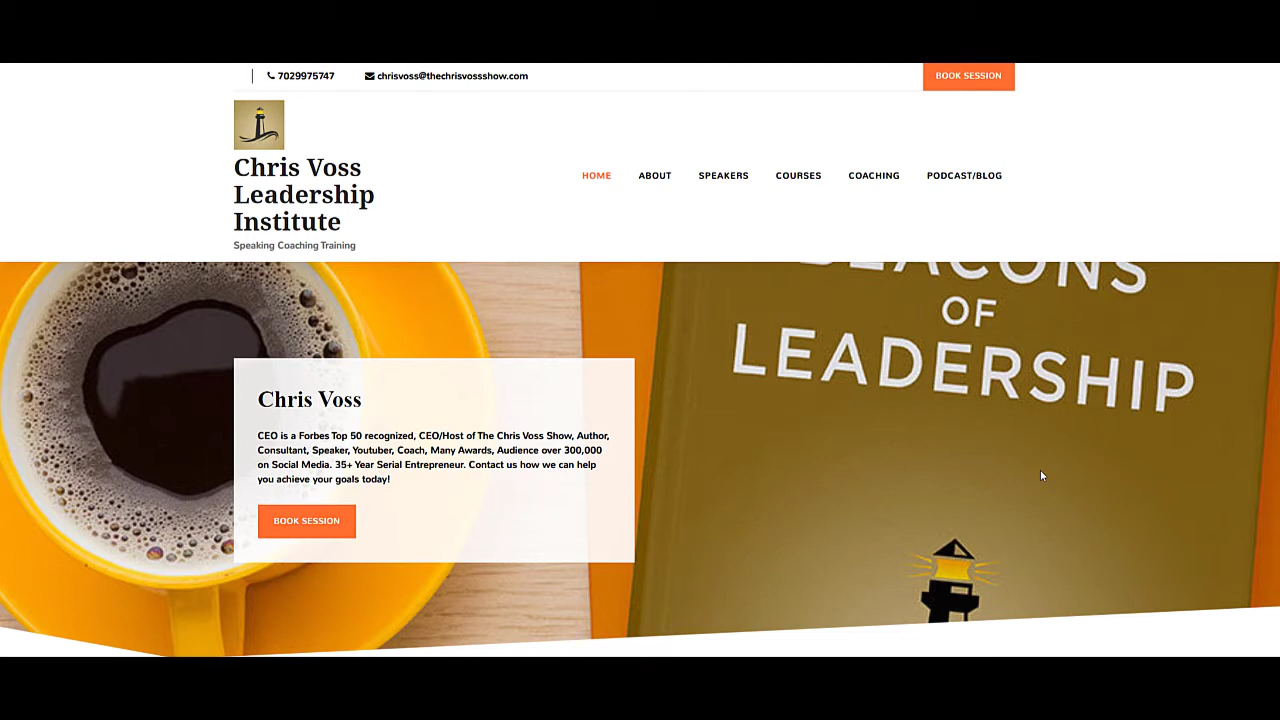 7029975747 chrisvoss@thechrisvossshow.com BOOK SESSION
Chris Voss
Leadership
Institute
Speaking Coaching Training
HOME ABOUT SPEAKERS COURSES COACHING PODCAST/BLOG
BEACONS
OF
LEADERSHIP
Chris Voss
CEO is a Forbes Top 50 recognized, CEO/Host of The Chris Voss Show, Author,
Consultant, Speaker, Youtuber, Coach, Many Awards, Audience over 300,000
on Social Media. 35+ Year Serial Entrepreneur. Contact us how we can help
you achieve your goals today!
BOOK SESSION